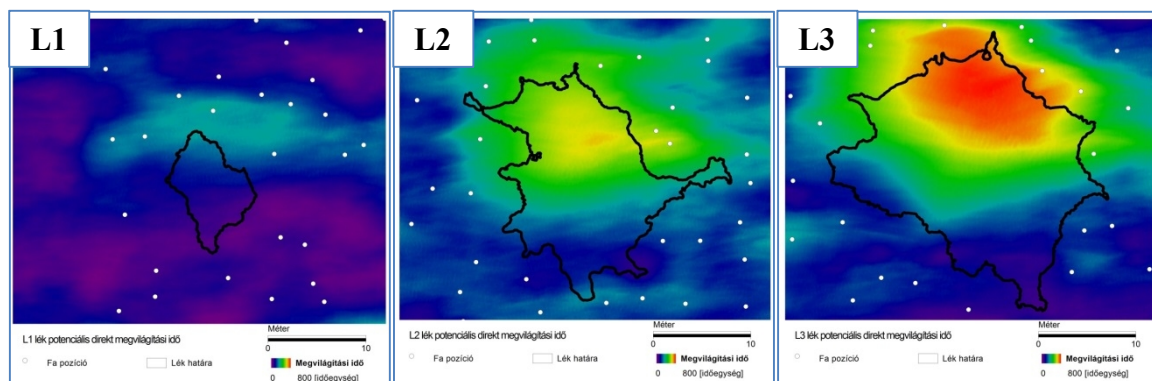 L1
L2
L3
L1 lék potenciális direkt megvilágítási idő
Méter
0 10
Fa pozíció
Lék határa
Megvilágítási idő
0 800 [időegység]
L2 lék potenciális direkt megvilágítási idő
Méter
0 10
Fa pozíció
Lék határa
Megvilágítási idő
0 800 [időegység]
L3 lék potenciális direkt megvilágítási idő
Méter
0 10
Fa pozíció
Lék határa
Megvilágítási idő
0 800 [időegység]